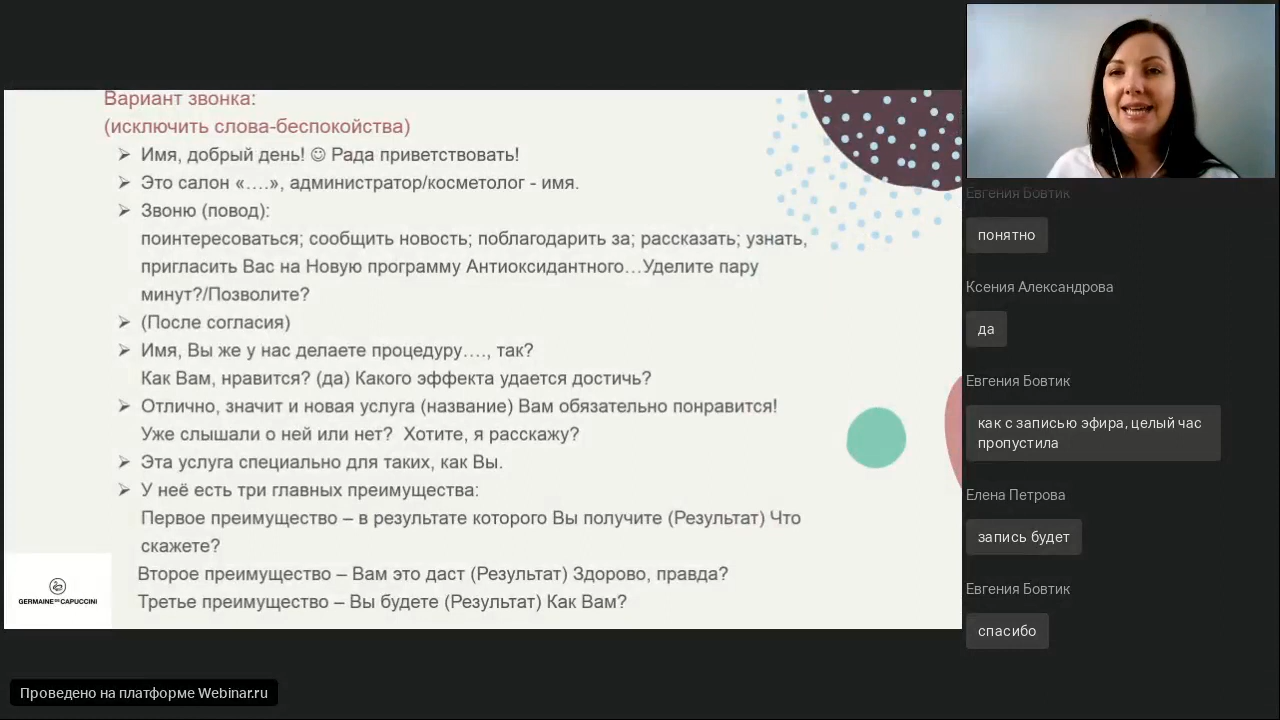 Вариант звонка:
(исключить слова-беспокойства)
Имя, добрый день! ☺ Рада приветствовать!
Это салон «….», администратор/косметолог - имя.
Звоню (повод):
поинтересоваться; сообщить новость; поблагодарить за; рассказать; узнать,
пригласить Вас на Новую программу Антиоксидантного…Уделите пару
минут?/Позволите?
(После согласия)
Имя, Вы же у нас делаете процедуру…., так?
Как Вам, нравится? (да) Какого эффекта удается достичь?
Отлично, значит и новая услуга (название) Вам обязательно понравится!
Уже слышали о ней или нет?  Хотите, я расскажу?
Эта услуга специально для таких, как Вы.
У неё есть три главных преимущества:
Первое преимущество – в результате которого Вы получите (Результат) Что
скажете?
Второе преимущество – Вам это даст (Результат) Здорово, правда?
Третье преимущество – Вы будете (Результат) Как Вам?
GERMAINE DE CAPUCCINI
Проведено на платформе Webinar.ru
Евгения Бовтик
понятно
Ксения Александрова
да
Евгения Бовтик
как с записью эфира, целый час
пропустила
Елена Петрова
запись будет
Евгения Бовтик
спасибо